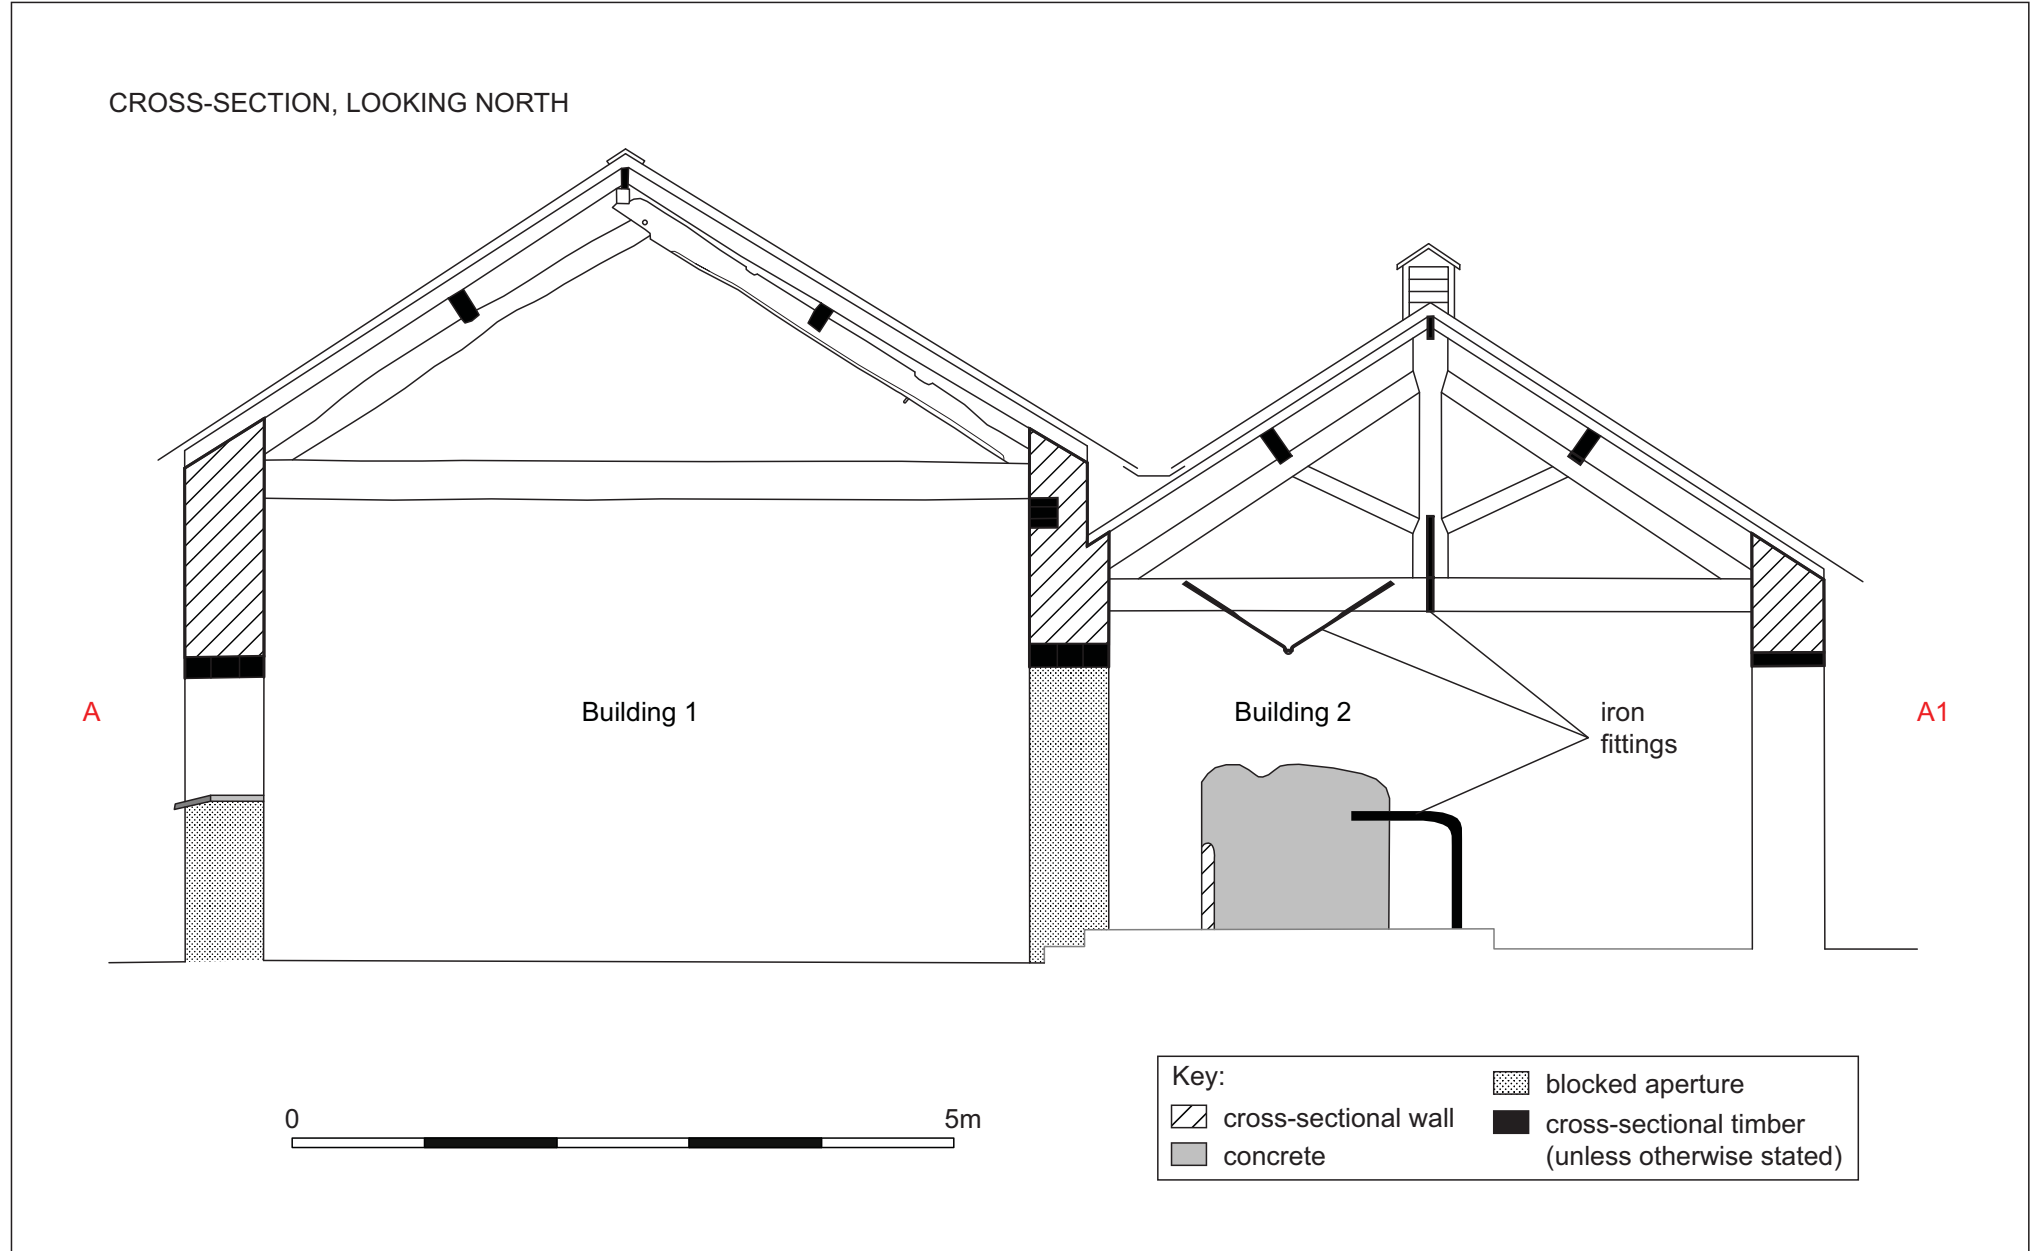 CROSS-SECTION, LOOKING NORTH
A
Building 1
Building 2
iron
fittings
A1
0
5m
Key:
cross-sectional wall
concrete
blocked aperture
cross-sectional timber
(unless otherwise stated)